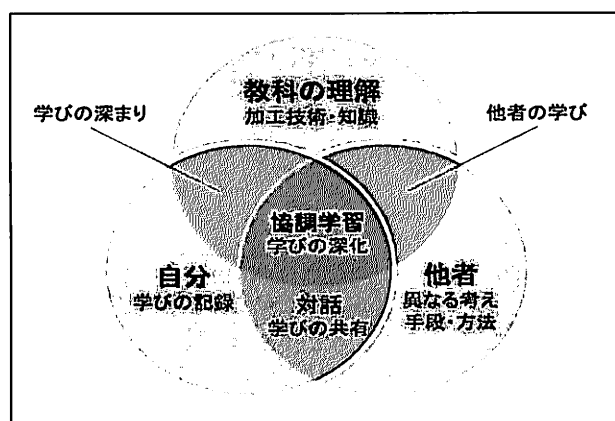 教科の理解
加工技術・知識
学びの深まり
他者の学び
協調学習
学びの深化
自分
学びの記録
対話
学びの共有
他者
異なる考え
手段・方法